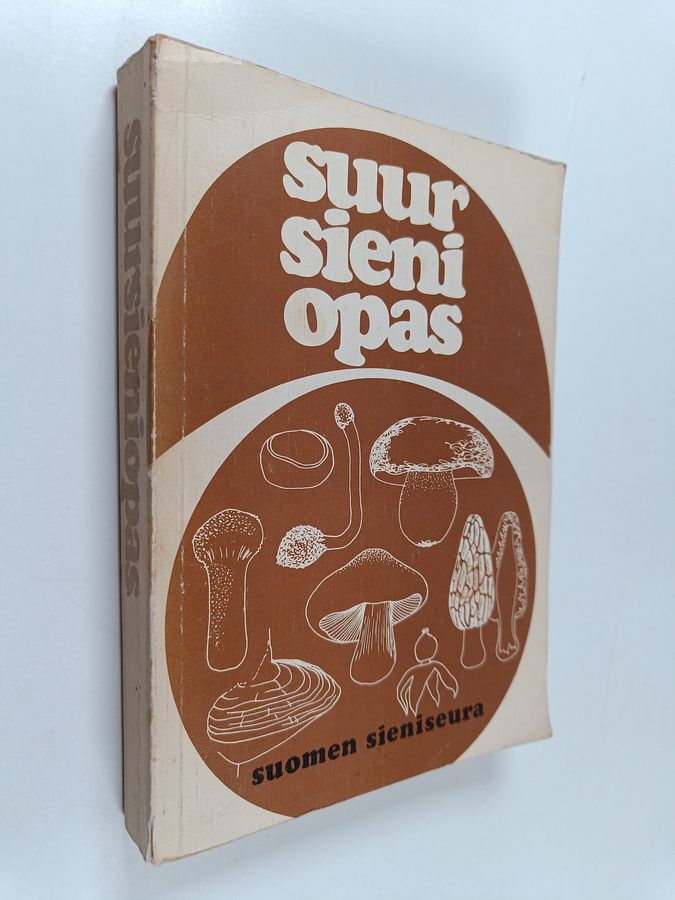 suursieniopas
suur
sieni
opas
suomen sieniseura